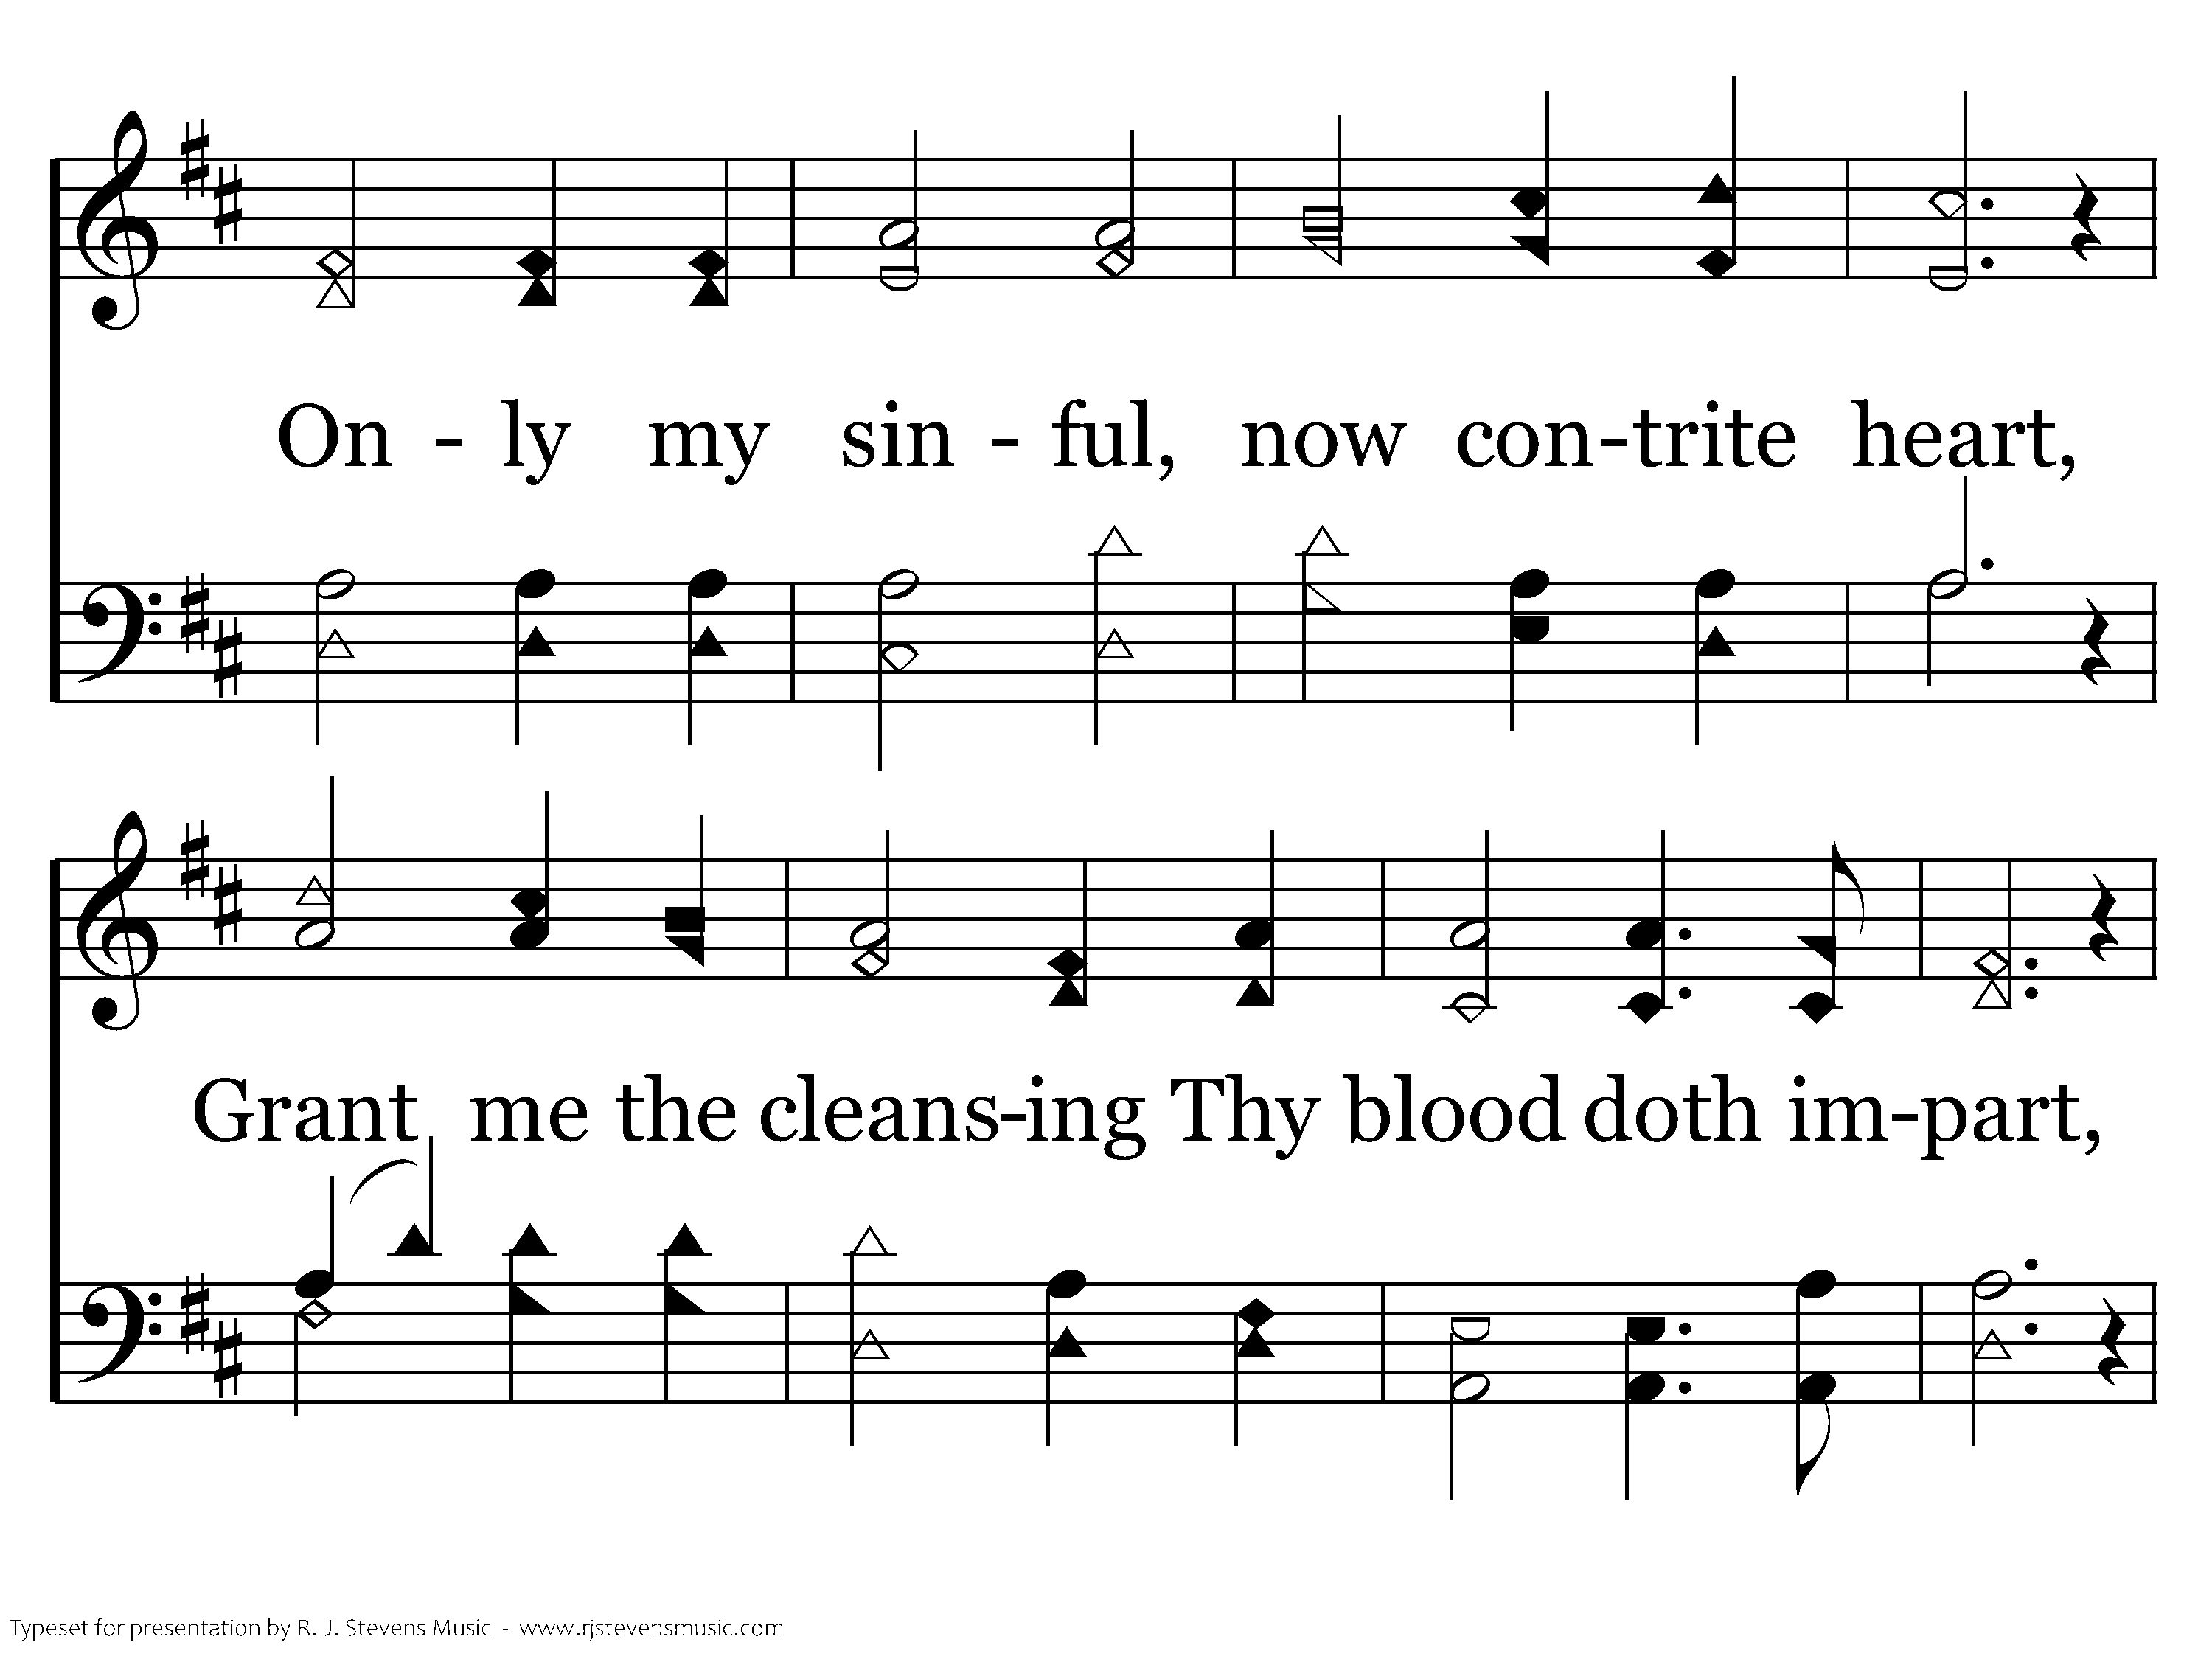 On - ly my sin - ful, now con-trite heart,
Grant me the cleans-ing Thy blood doth im-part,
Typeset for presentation by R. J. Stevens Music - www.rjstevensmusic.com